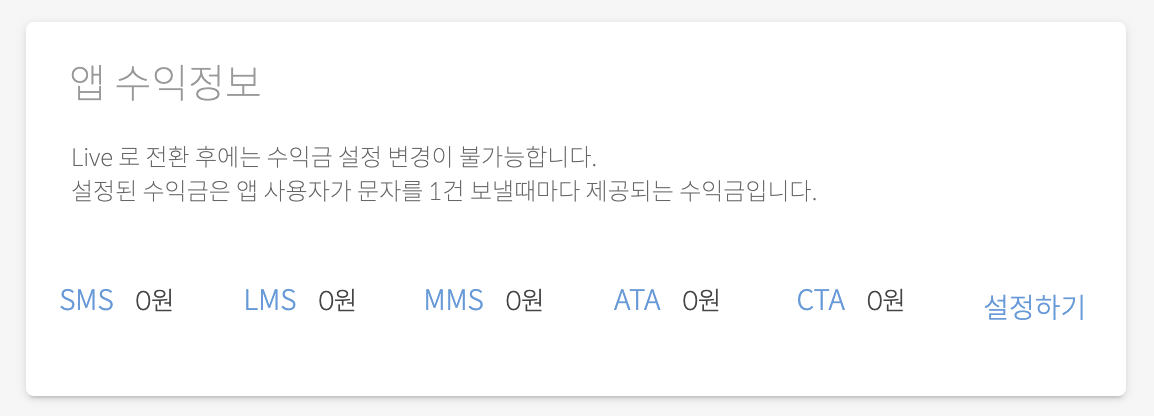 앱 수익정보
Live 로 전환 후에는 수익금 설정 변경이 불가능합니다.
설정된 수익금은 앱 사용자가 문자를 1건 보낼때마다 제공되는 수익금입니다.
SMS 0원 LMS 0원 MMS 0원 ATA 0원 CTA 0원 설정하기